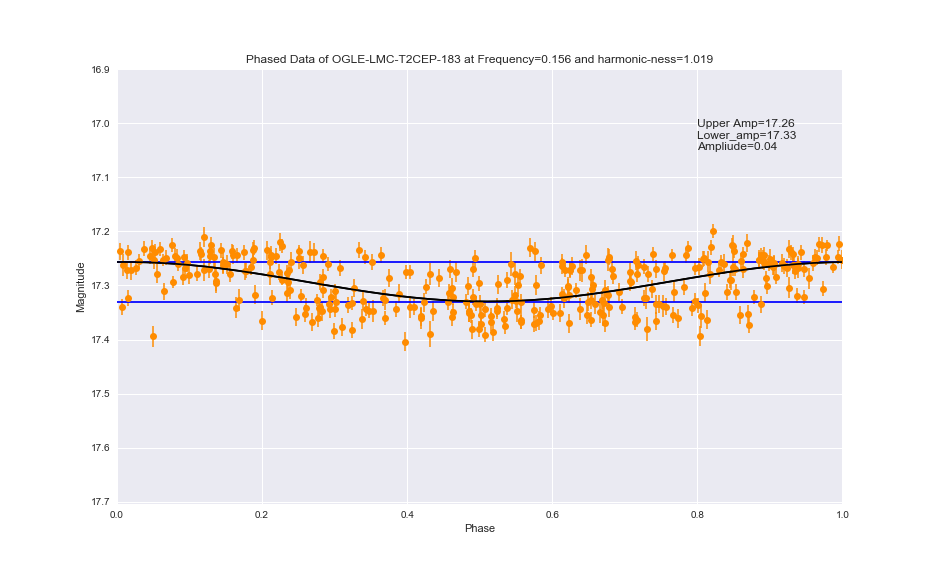 Phased Data of OGLE-LMC-T2CEP-183 at Frequency=0.156 and harmonic-ness=1.019
16.9
17.0
17.1
17.2
17.3
17.4
17.5
17.6
17.7
Magnitude
Upper Amp=17.26
Lower_amp=17.33
Ampliude=0.04
0.0 0.2 0.4 0.6 0.8 1.0
Phase